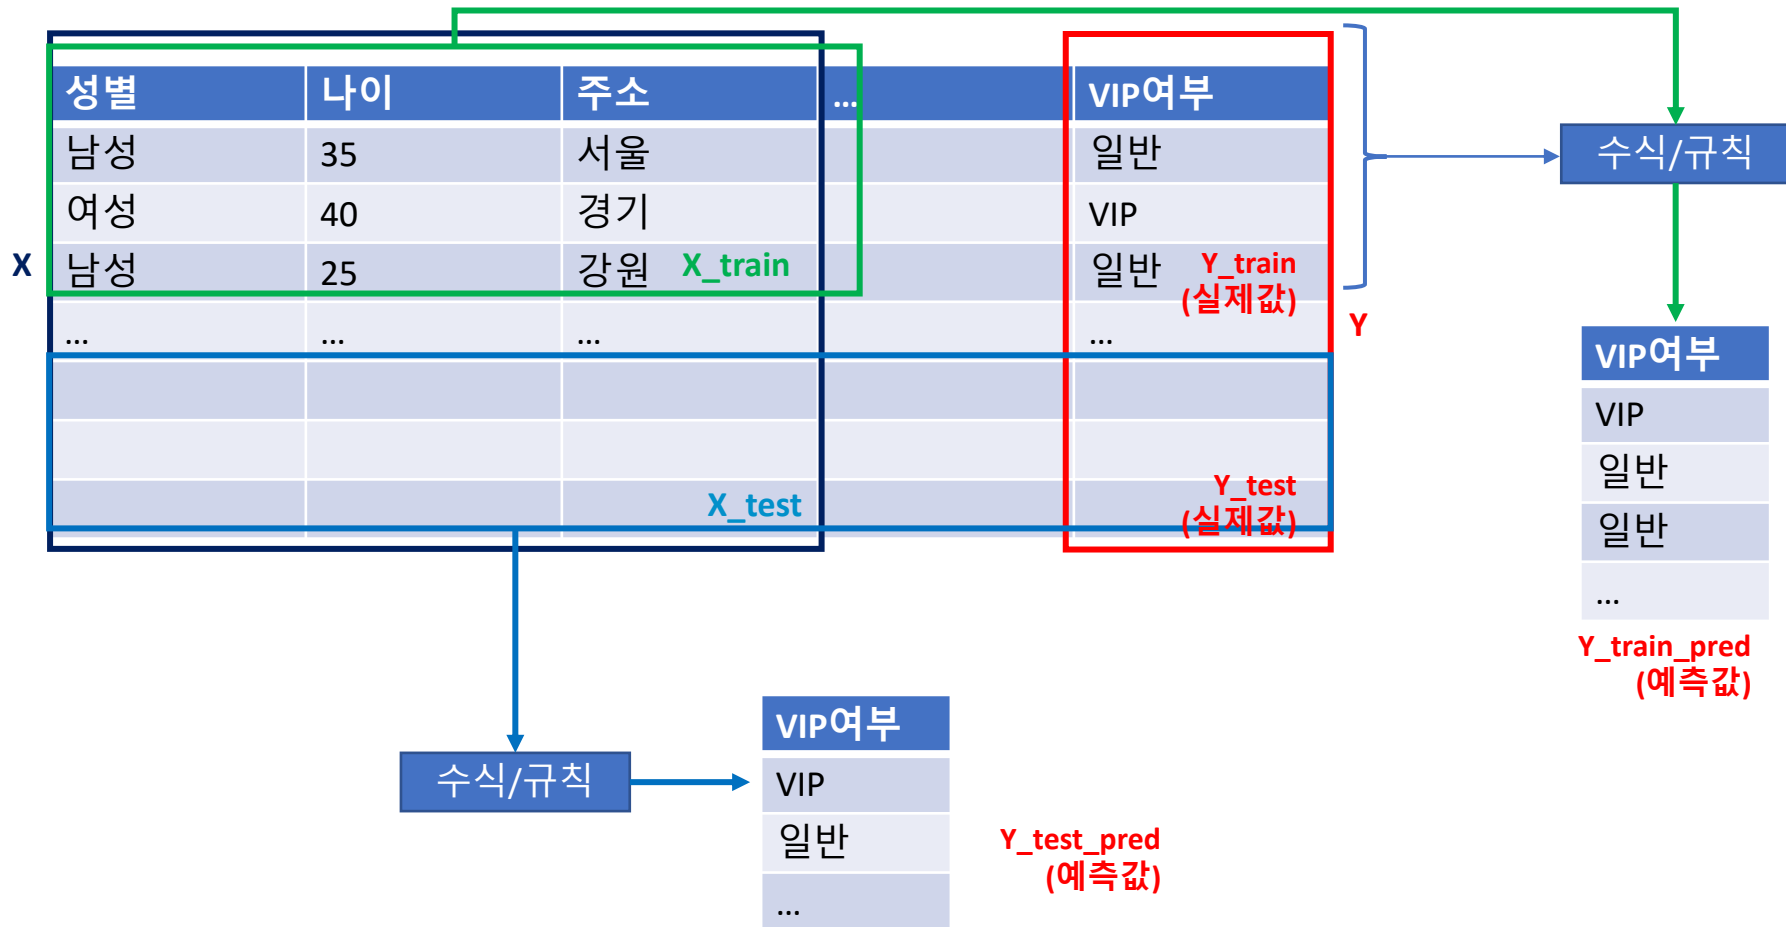 성별 나이 주소 ... VIP여부
남성 35 서울 일반
여성 40 경기 VIP
남성 25 강원 일반
X
X_train
Y_train
(실제값)
Y
... ... ... ...
X_test
Y_test
(실제값)
수식/규칙
VIP여부
VIP
일반
일반
...
Y_train_pred
(예측값)
수식/규칙
VIP여부
VIP
일반
...
Y_test_pred
(예측값)